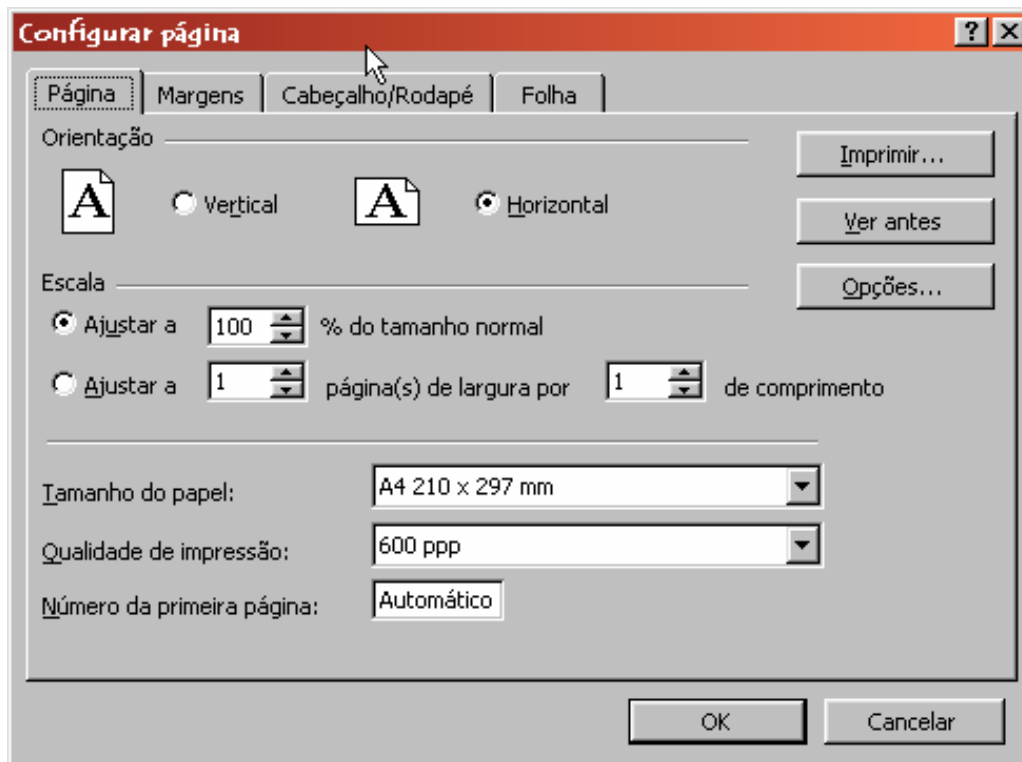 Configurar página
Página Margens Cabeçalho/Rodapé Folha
Orientação
Imprimir...
A Vertical A Horizontal
Ver antes
Escala
Opções...
Ajustar a 100 % do tamanho normal
Ajustar a 1 página(s) de largura por 1 de comprimento
Tamanho do papel: A4 210 x 297 mm
Qualidade de impressão: 600 ppp
Número da primeira página: Automático
OK Cancelar